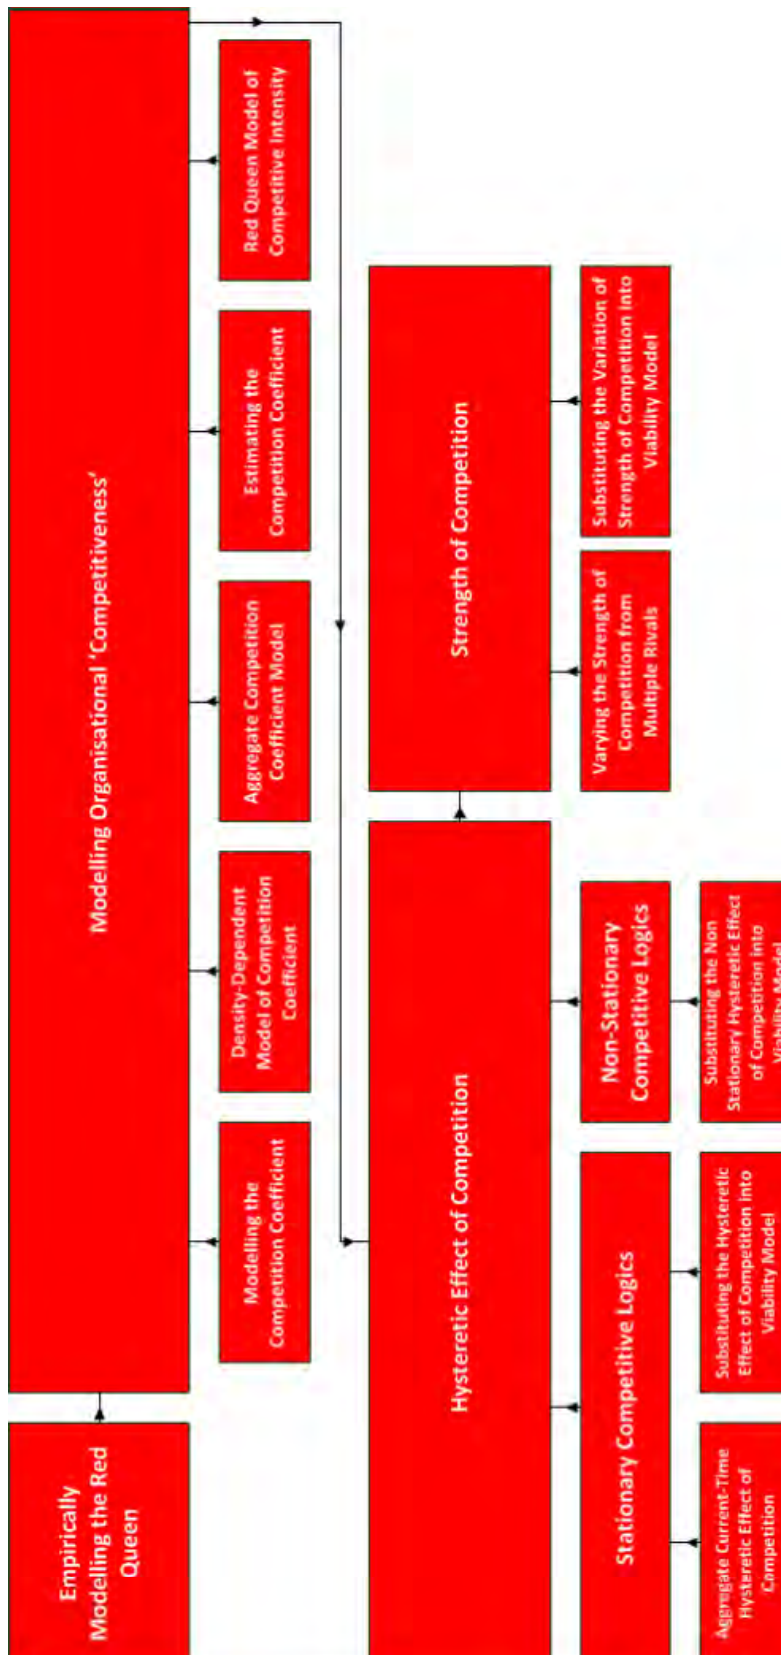 Empirically
Modelling the Red
Queen
Modelling Organisational ‘Competitiveness’
Modelling the
Competition Coefficient
Density-Dependent
Model of Competition
Coefficient
Aggregate Competition
Coefficient Model
Estimating the
Competition Coefficient
Red Queen Model of
Competitive Intensity
Hysteretic Effect of Competition
Strength of Competition
Stationary Competitive Logics
Non-Stationary
Competitive Logics
Varying the Strength of
Competition from
Multiple Rivals
Substituting the Variation of
Strength of Competition into
Viability Model
Aggregate Current-Time
Hysteretic Effect of
Competition
Substituting the Hysteretic
Effect of Competition into
Viability Model
Substituting the Non
Stationary Hysteretic Effect
of Competition into
Viability Model